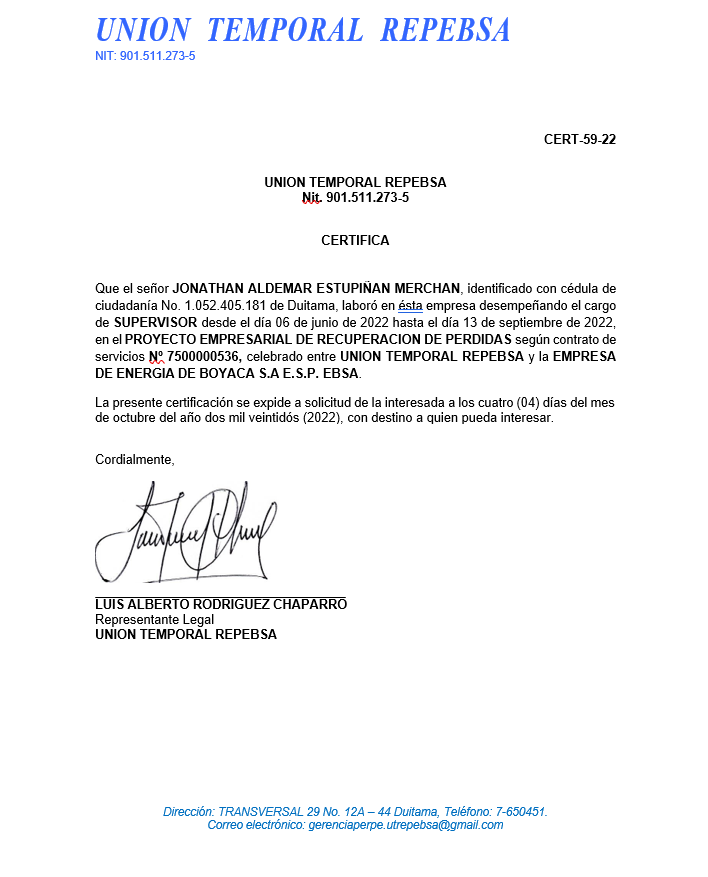 UNION TEMPORAL REPEBSA
NIT: 901.511.273-5
CERT-59-22
UNION TEMPORAL REPEBSA
Nit. 901.511.273-5
CERTIFICA
Que el señor JONATHAN ALDEMAR ESTUPIÑAN MERCHAN, identificado con cédula de
ciudadanía No. 1.052.405.181 de Duitama, laboró en ésta empresa desempeñando el cargo
de SUPERVISOR desde el día 06 de junio de 2022 hasta el día 13 de septiembre de 2022,
en el PROYECTO EMPRESARIAL DE RECUPERACION DE PERDIDAS según contrato de
servicios Nº 7500000536, celebrado entre UNION TEMPORAL REPEBSA y la EMPRESA
DE ENERGIA DE BOYACA S.A E.S.P. EBSA.
La presente certificación se expide a solicitud de la interesada a los cuatro (04) días del mes
de octubre del año dos mil veintidós (2022), con destino a quien pueda interesar.
Cordialmente,
LUIS ALBERTO RODRIGUEZ CHAPARRO
Representante Legal
UNION TEMPORAL REPEBSA
Dirección: TRANSVERSAL 29 No. 12A – 44 Duitama, Teléfono: 7-650451.
Correo electrónico: gerenciaperpe.utrepebsa@gmail.com